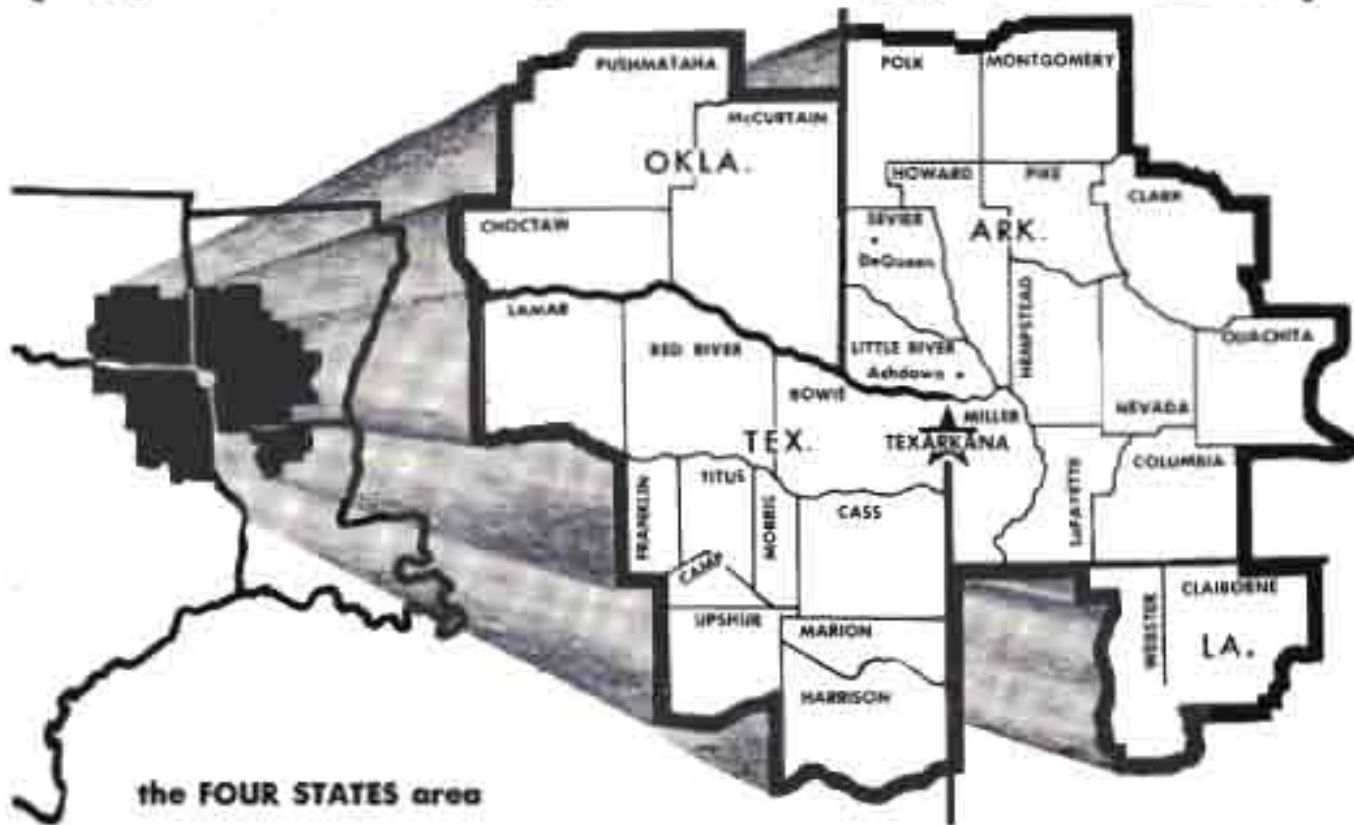 PUSHMATAHA
POLK
MONTGOMERY
McCURTAIN
OKLA.
HOWARD
PIKE
CLARK
CHOCTAW
SEVIER
ARK.
DeQueen
LAMAR
HEMPSTEAD
RED RIVER
LITTLE RIVER
OUACHITA
Ashdown
BOWIE
MILLER
NEVADA
TEX.
TEXARKANA
COLUMBIA
TITUS
LaFAYETTE
FRANKLIN
MORRIS
CASS
CAMP
CLAIBORNE
UPSHUR
MARION
WEBSTER
LA.
HARRISON
the FOUR STATES area